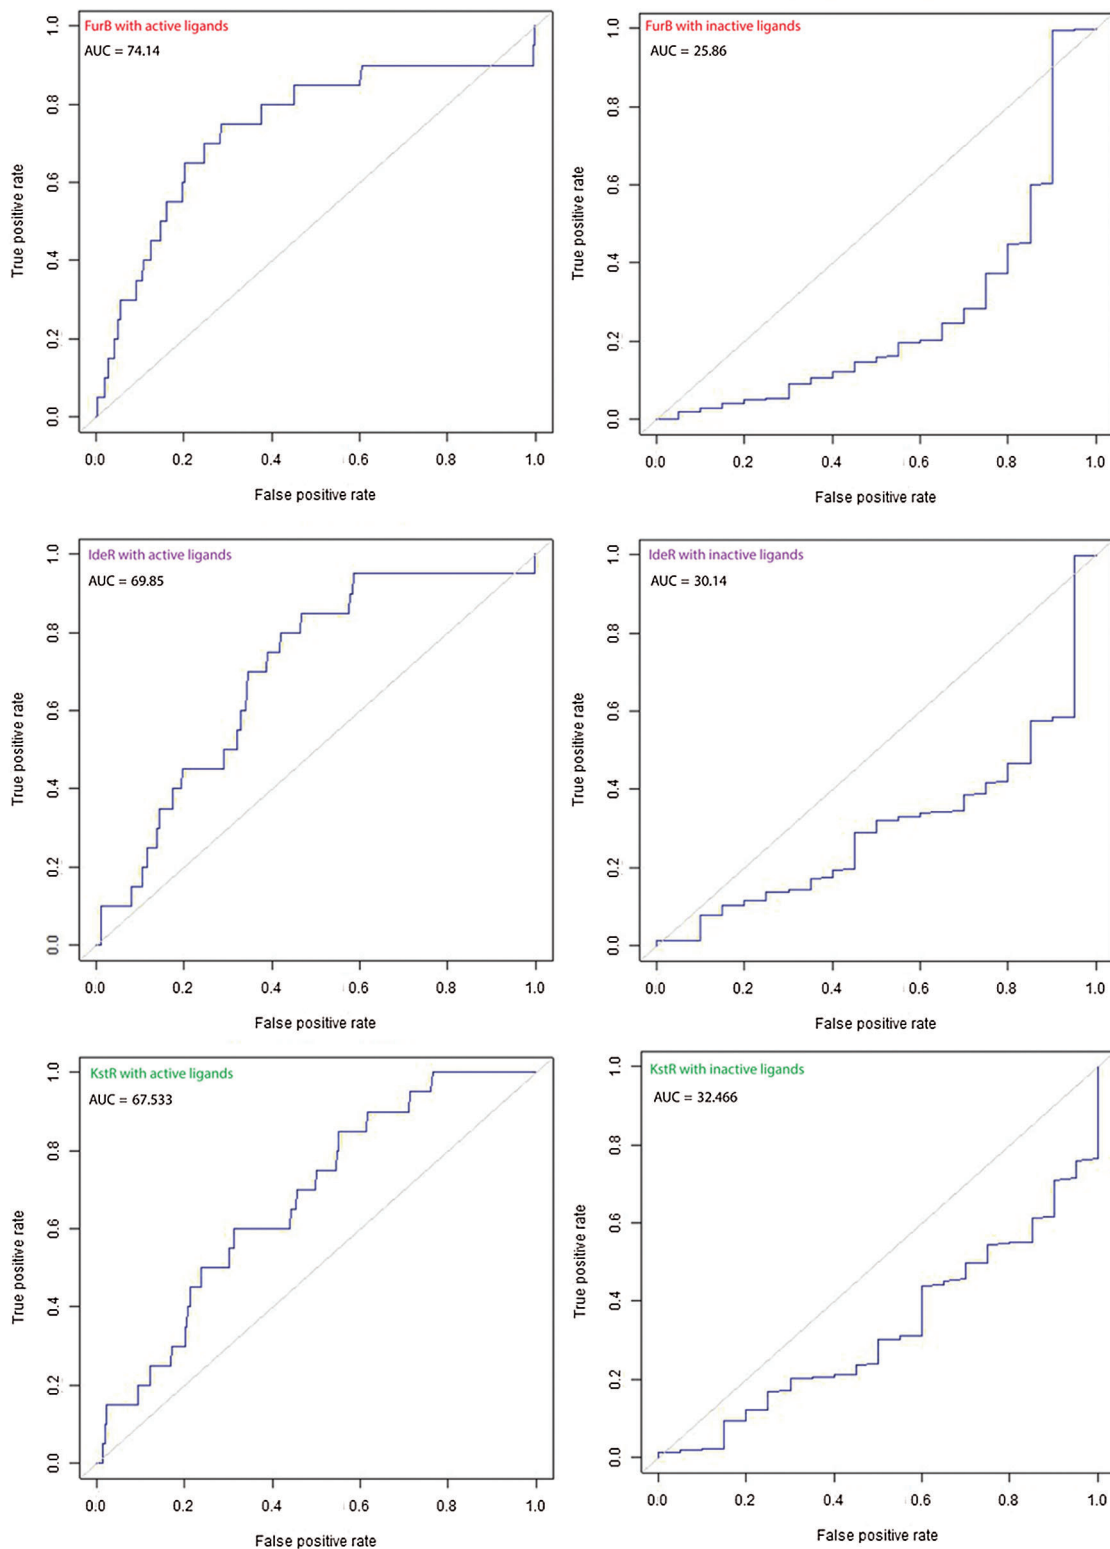 FurB with active ligands
AUC = 74.14
True positive rate
1.0
0.8
0.6
0.4
0.2
0.0
0.0 0.2 0.4 0.6 0.8 1.0
False positive rate
FurB with inactive ligands
AUC = 25.86
True positive rate
1.0
0.8
0.6
0.4
0.2
0.0
0.0 0.2 0.4 0.6 0.8 1.0
False positive rate
IdeR with active ligands
AUC = 69.85
True positive rate
1.0
0.8
0.6
0.4
0.2
0.0
0.0 0.2 0.4 0.6 0.8 1.0
False positive rate
IdeR with inactive ligands
AUC = 30.14
True positive rate
1.0
0.8
0.6
0.4
0.2
0.0
0.0 0.2 0.4 0.6 0.8 1.0
False positive rate
KstR with active ligands
AUC = 67.533
True positive rate
1.0
0.8
0.6
0.4
0.2
0.0
0.0 0.2 0.4 0.6 0.8 1.0
False positive rate
KstR with inactive ligands
AUC = 32.466
True positive rate
1.0
0.8
0.6
0.4
0.2
0.0
0.0 0.2 0.4 0.6 0.8 1.0
False positive rate